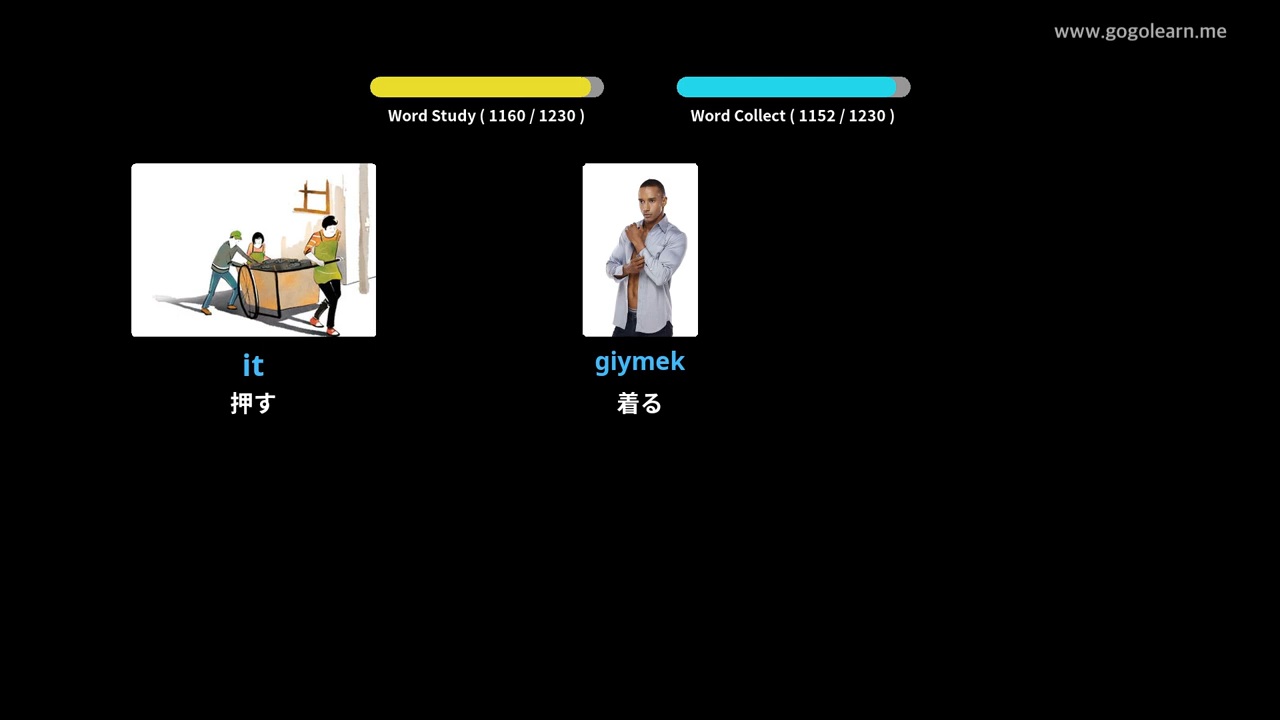 www.gogolearn.me
Word Study ( 1160 / 1230 )
Word Collect ( 1152 / 1230 )
it
giymek
押す
着る